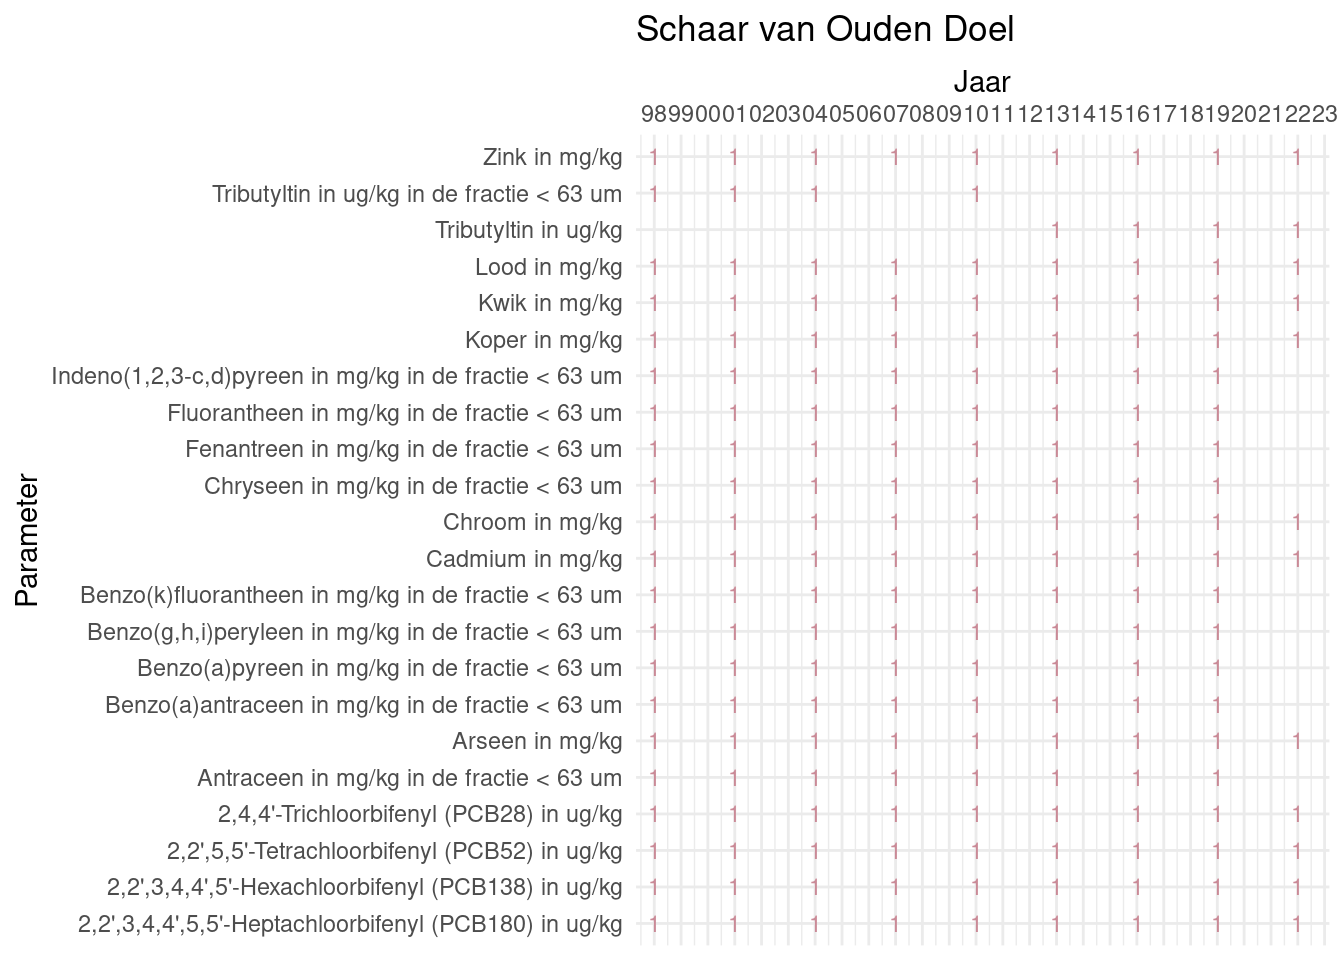 Schaar van Ouden Doel
Jaar
98 99 00 01 02 03 04 05 06 07 08 09 10 11 12 13 14 15 16 17 18 19 20 21 22 23
Zink in mg/kg 1 1 1 1 1 1 1 1 1
Tributyltin in ug/kg in de fractie < 63 um 1 1 1 1
Tributyltin in ug/kg 1 1 1 1
Lood in mg/kg 1 1 1 1 1 1 1 1 1
Kwik in mg/kg 1 1 1 1 1 1 1 1 1
Koper in mg/kg 1 1 1 1 1 1 1 1 1
Indeno(1,2,3-c,d)pyreen in mg/kg in de fractie < 63 um 1 1 1 1 1 1 1 1
Fluorantheen in mg/kg in de fractie < 63 um 1 1 1 1 1 1 1 1
Fenantreen in mg/kg in de fractie < 63 um 1 1 1 1 1 1 1 1
Chryseen in mg/kg in de fractie < 63 um 1 1 1 1 1 1 1 1
Chroom in mg/kg 1 1 1 1 1 1 1 1 1
Cadmium in mg/kg 1 1 1 1 1 1 1 1 1
Benzo(k)fluorantheen in mg/kg in de fractie < 63 um 1 1 1 1 1 1 1 1
Benzo(g,h,i)peryleen in mg/kg in de fractie < 63 um 1 1 1 1 1 1 1 1
Benzo(a)pyreen in mg/kg in de fractie < 63 um 1 1 1 1 1 1 1 1
Benzo(a)antraceen in mg/kg in de fractie < 63 um 1 1 1 1 1 1 1 1
Arseen in mg/kg 1 1 1 1 1 1 1 1 1
Antraceen in mg/kg in de fractie < 63 um 1 1 1 1 1 1 1 1
2,4,4'-Trichloorbifenyl (PCB28) in ug/kg 1 1 1 1 1 1 1 1 1
2,2',5,5'-Tetrachloorbifenyl (PCB52) in ug/kg 1 1 1 1 1 1 1 1 1
2,2',3,4,4',5'-Hexachloorbifenyl (PCB138) in ug/kg 1 1 1 1 1 1 1 1 1
2,2',3,4,4',5,5'-Heptachloorbifenyl (PCB180) in ug/kg 1 1 1 1 1 1 1 1 1
Parameter